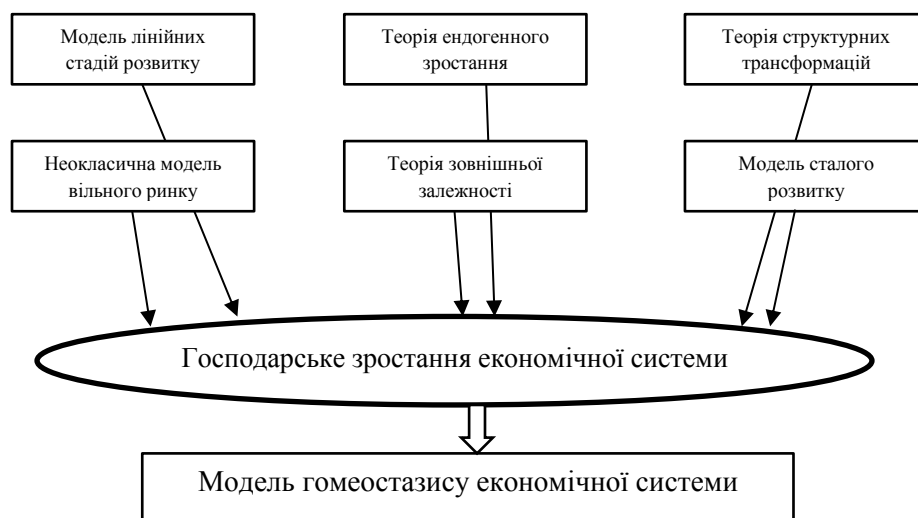 Модель лінійних
стадій розвитку
Теорія ендогенного
зростання
Теорія структурних
трансформацій
Неокласична модель
вільного ринку
Теорія зовнішньої
залежності
Модель сталого
розвитку
Господарське зростання економічної системи
Модель гомеостазису економічної системи